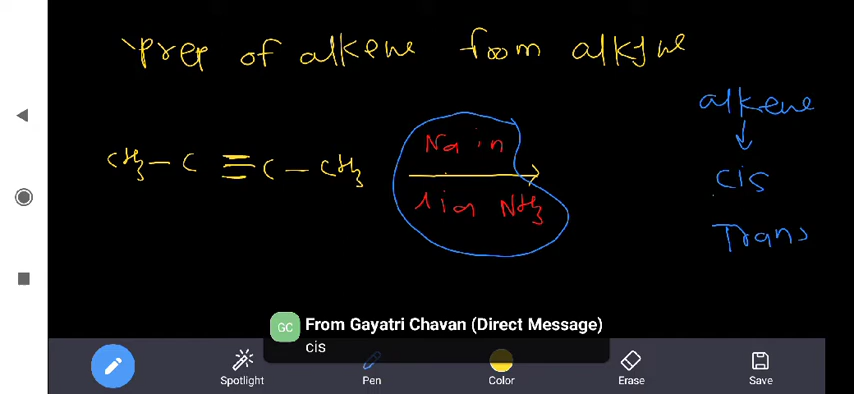 Prep of alkene from alkyne
alkene
CH3 - C ≡ C - CH3
Na in
liq NH3
cis
Trans
GC
From Gayatri Chavan (Direct Message)
cis
Spotlight
Pen
Color
Erase
Save